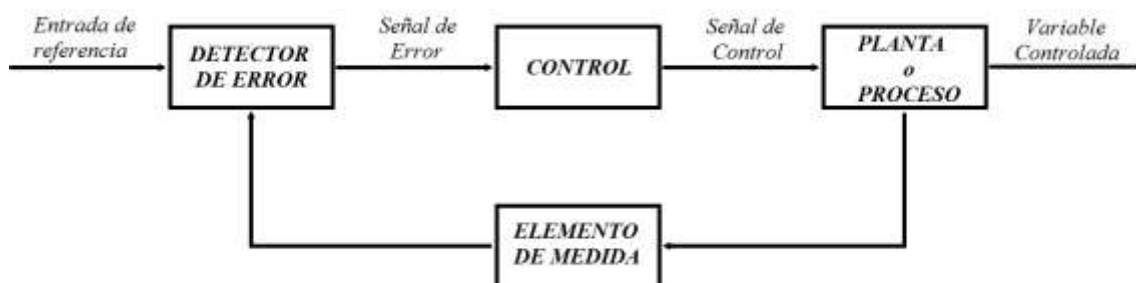 Entrada de
referencia
DETECTOR
DE ERROR
Señal de
Error
CONTROL
Señal de
Control
PLANTA
o
PROCESO
Variable
Controlada
ELEMENTO
DE MEDIDA